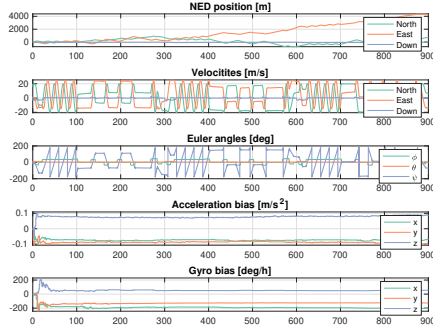 NED position [m]
4000
2000
0
North
East
Down
0 100 200 300 400 500 600 700 800 900
Velocitites [m/s]
20
0
-20
North
East
Down
0 100 200 300 400 500 600 700 800 900
Euler angles [deg]
200
0
-200
ϕ
θ
ψ
0 100 200 300 400 500 600 700 800 900
Acceleration bias [m/s²]
0.1
0
-0.1
x
y
z
0 100 200 300 400 500 600 700 800 900
Gyro bias [deg/h]
200
0
-200
x
y
z
0 100 200 300 400 500 600 700 800 900